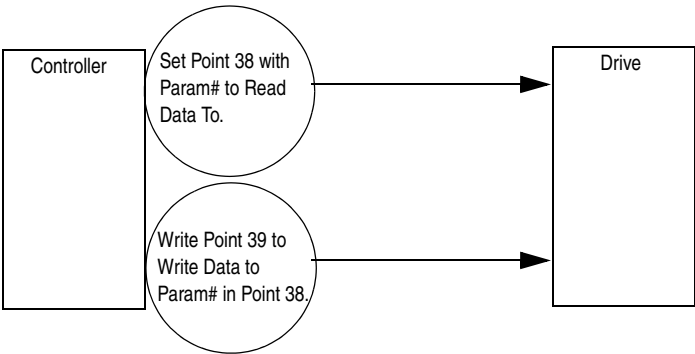 Controller
Set Point 38 with
Param# to Read
Data To.
Drive
Write Point 39 to
Write Data to
Param# in Point 38.